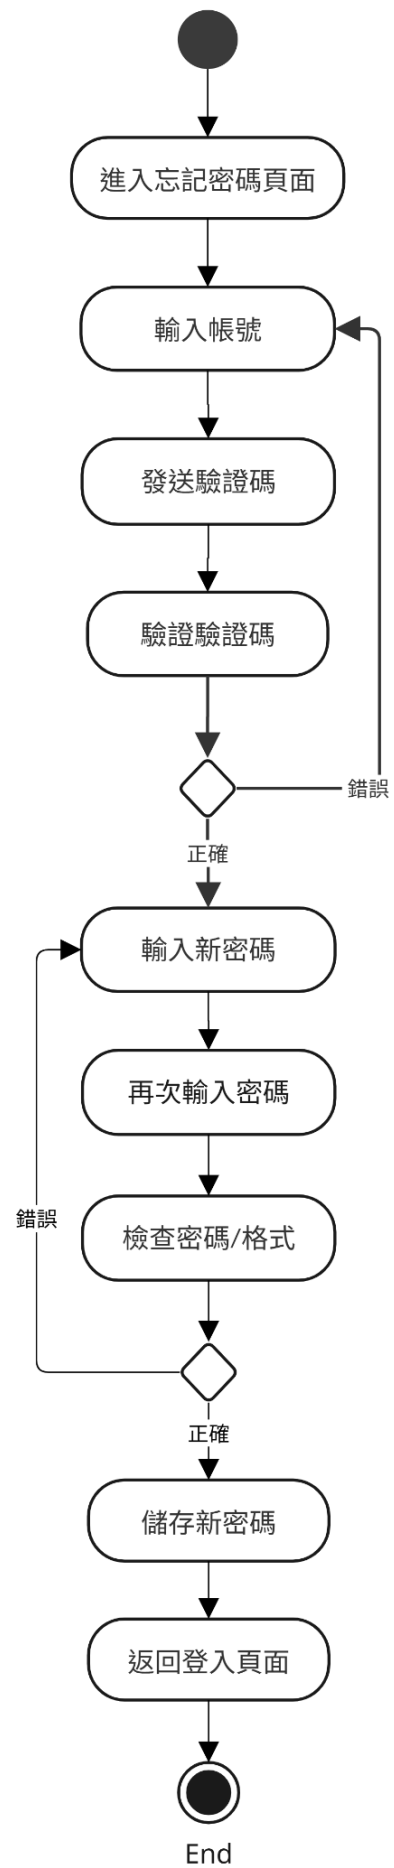 進入忘記密碼頁面
輸入帳號
發送驗證碼
驗證驗證碼
錯誤
正確
輸入新密碼
再次輸入密碼
錯誤
檢查密碼/格式
正確
儲存新密碼
返回登入頁面
End